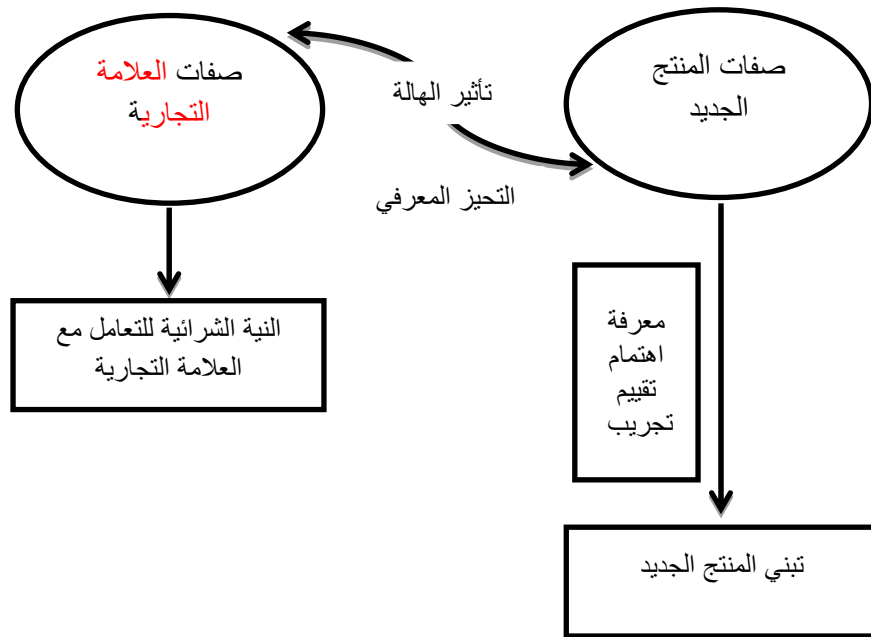 صفات المنتج
الجديد
تأثير الهالة
التحيز المعرفي
صفات العلامة
التجارية
النية الشرائية للتعامل مع
العلامة التجارية
معرفة
اهتمام
تقييم
تجريب
تبني المنتج الجديد